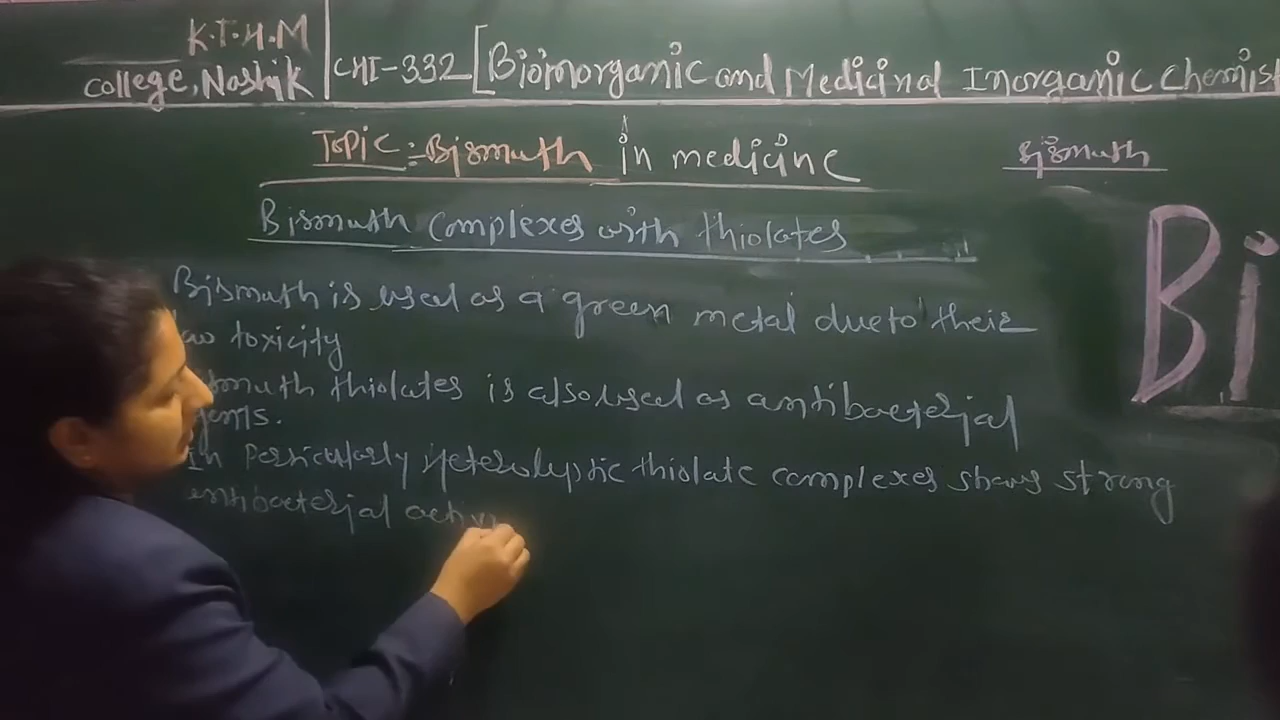 K.T.H.M
College, Nashik
CHI-332 [Bioinorganic and Medicinal Inorganic Chemist
Topic:- Bismuth in medicine
Bismuth
Bismuth Complexes with thiolates
Bi
Bismuth is used as a green metal due to their
toxicity
thiolates is also used as antibacterial
In Perticularly Heteroleptic thiolate complexes shows strong
antibacterial activ